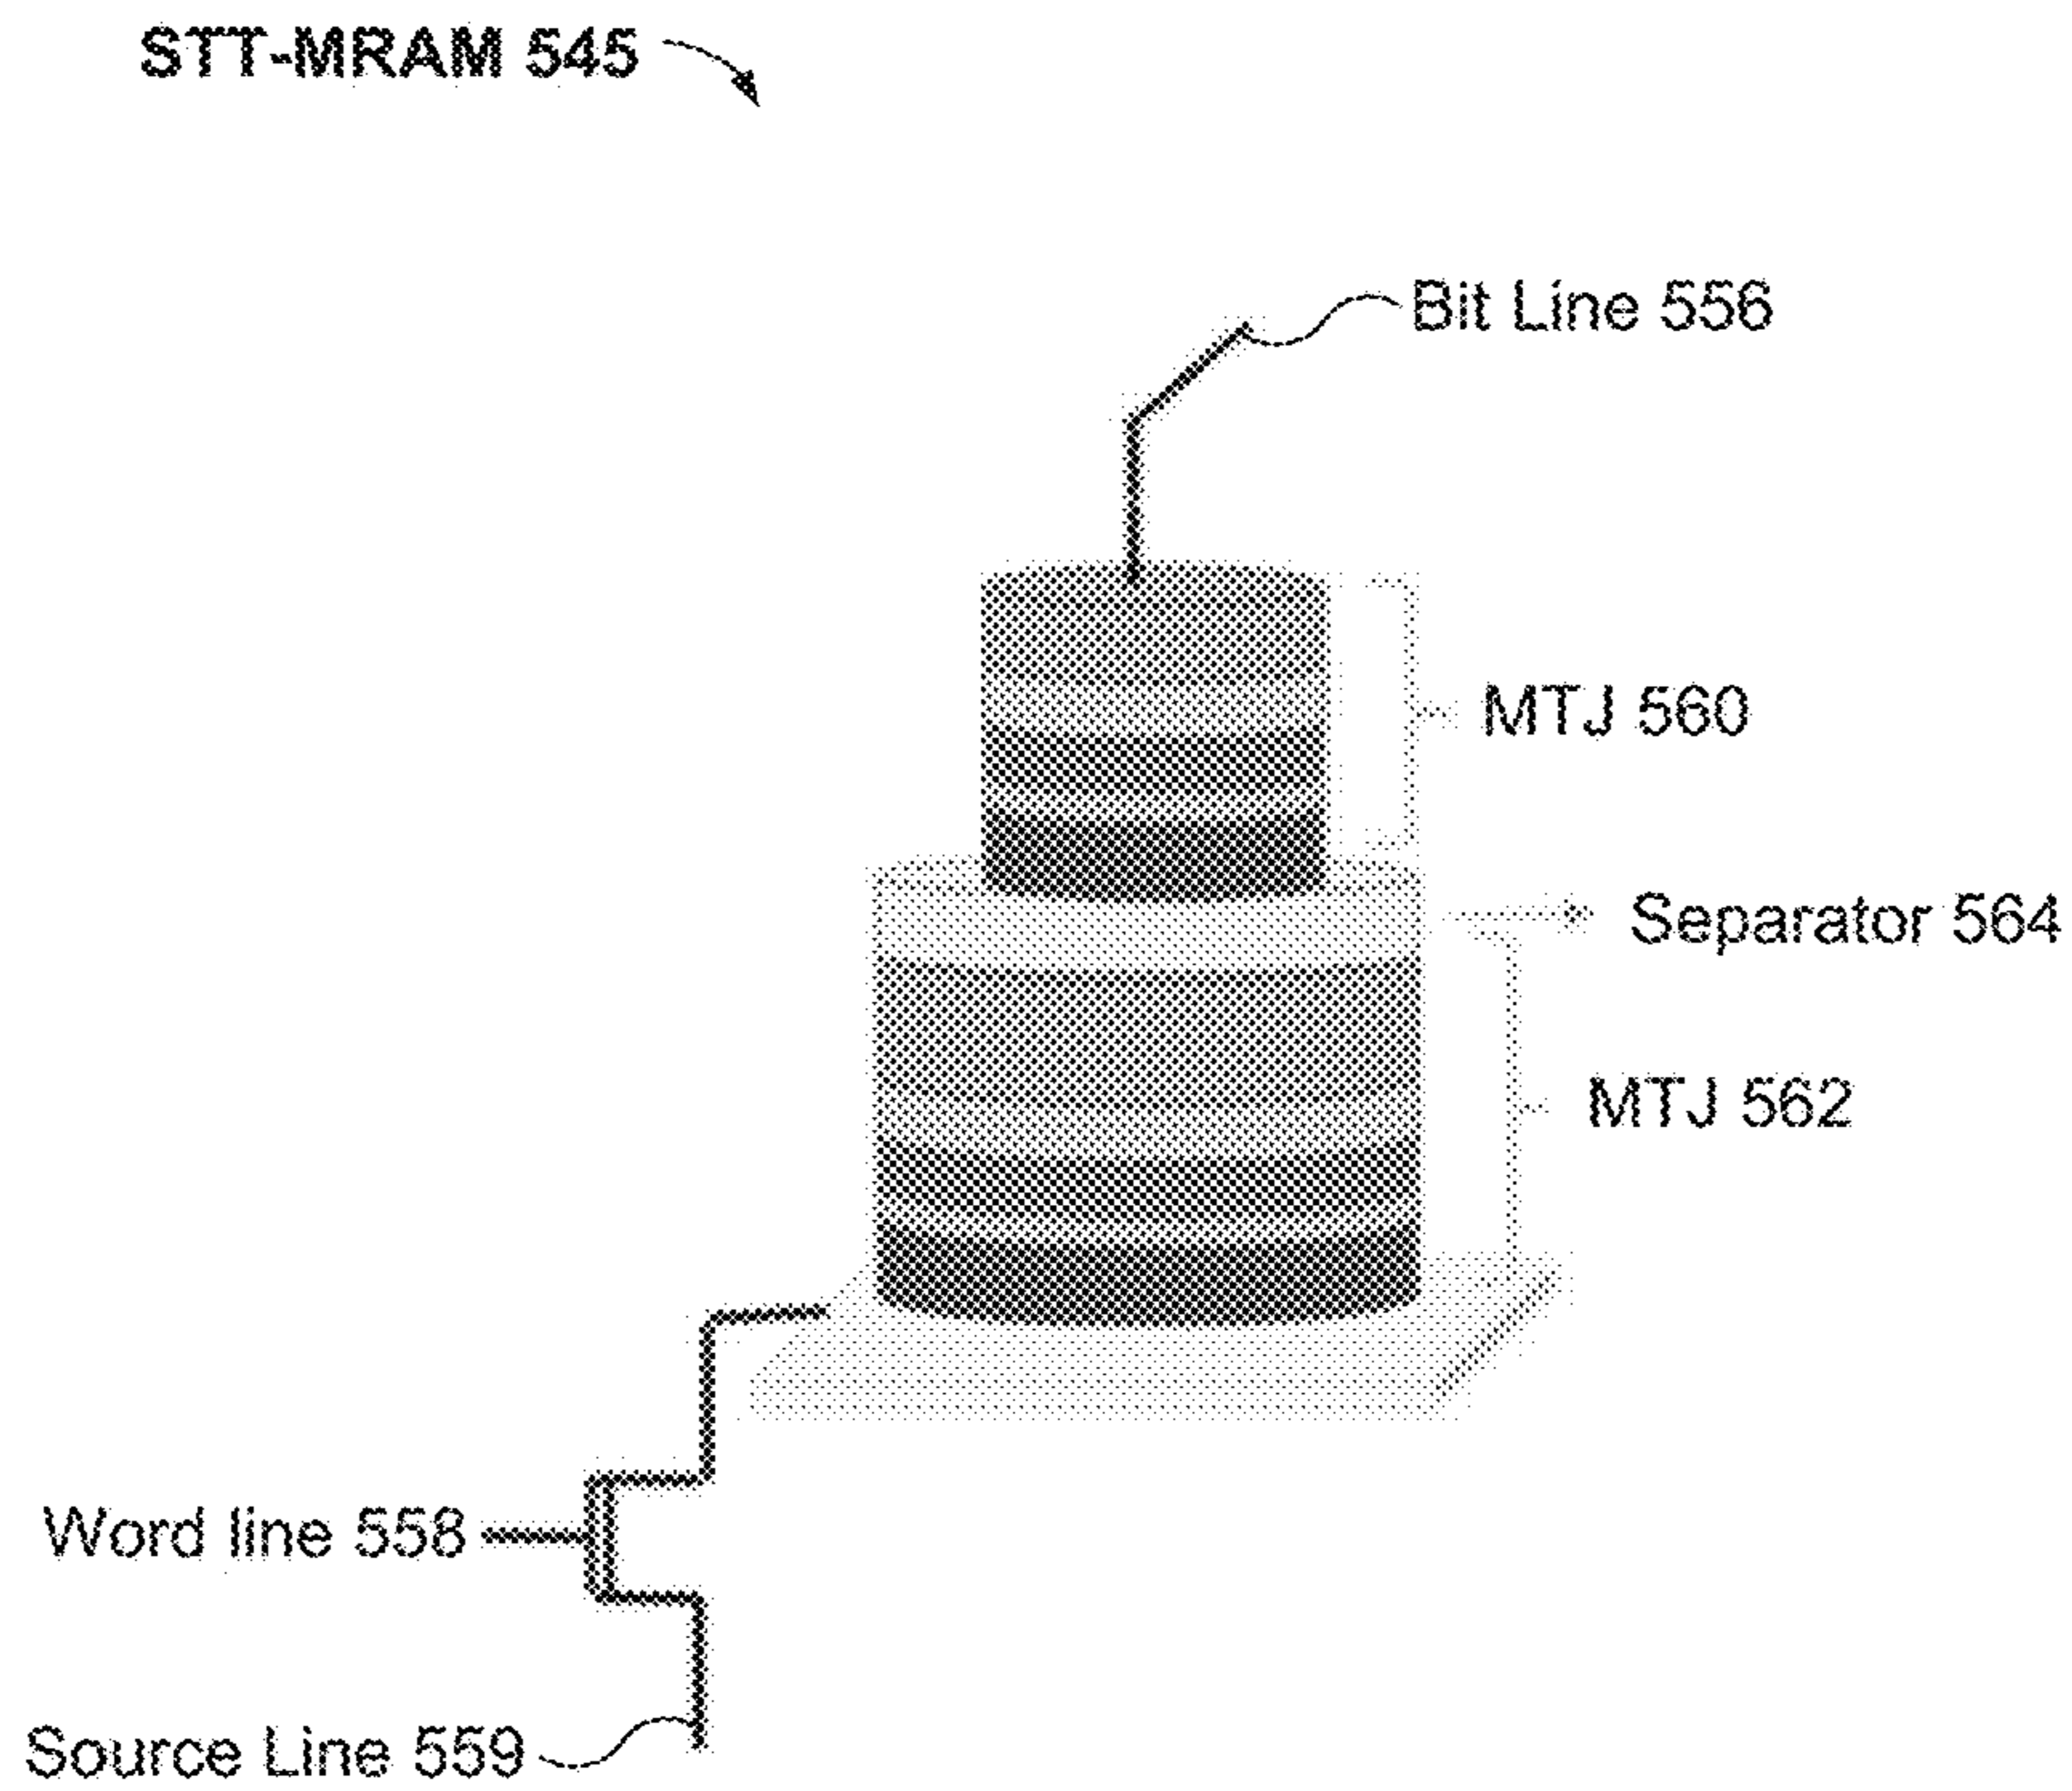 STT-MRAM 545
Bit Line 556
MTJ 560
Separator 564
MTJ 562
Word line 558
Source Line 559